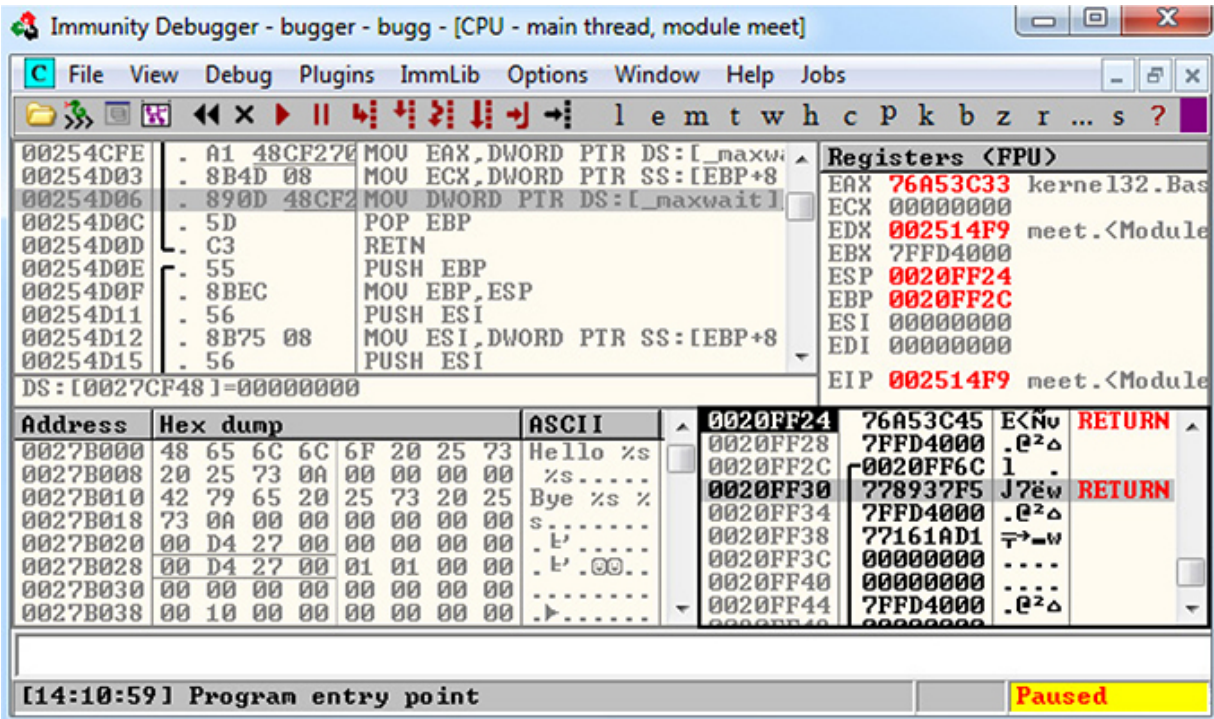 Immunity Debugger - bugger - bugg - [CPU - main thread, module meet]
C File View Debug Plugins ImmLib Options Window Help Jobs
l e m t w h c P k b z r ... s ?
00254CFE . A1 48CF270 MOV EAX,DWORD PTR DS:[_maxwa
00254D03 . 8B4D 08 MOV ECX,DWORD PTR SS:[EBP+8
00254D06 . 890D 48CF2 MOV DWORD PTR DS:[_maxwait]
00254D0C . 5D POP EBP
00254D0D . C3 RETN
00254D0E . 55 PUSH EBP
00254D0F . 8BEC MOV EBP,ESP
00254D11 . 56 PUSH ESI
00254D12 . 8B75 08 MOV ESI,DWORD PTR SS:[EBP+8
00254D15 . 56 PUSH ESI
DS:[0027CF48]=00000000
Registers (FPU)
EAX 76A53C33 kernel32.Bas
ECX 00000000
EDX 002514F9 meet.<Module
EBX 7FFD4000
ESP 0020FF24
EBP 0020FF2C
ESI 00000000
EDI 00000000
EIP 002514F9 meet.<Module
Address Hex dump ASCII
0027B000 48 65 6C 6C 6F 20 25 73 Hello %s
0027B008 20 25 73 0A 00 00 00 00 %s.....
0027B010 42 79 65 20 25 73 20 25 Bye %s %
0027B018 73 0A 00 00 00 00 00 00 s.......
0027B020 00 D4 27 00 00 00 00 00 . ╘'.....
0027B028 00 D4 27 00 01 01 00 00 . ╘'.☺☺..
0027B030 00 00 00 00 00 00 00 00 ........
0027B038 00 10 00 00 00 00 00 00 .►......
0020FF24 76A53C45 E<Ñv RETURN
0020FF28 7FFD4000 .@²⌂
0020FF2C 0020FF6C l .
0020FF30 778937F5 J7ëw RETURN
0020FF34 7FFD4000 .@²⌂
0020FF38 77161AD1 ╤→▬w
0020FF3C 00000000 ....
0020FF40 00000000 ....
0020FF44 7FFD4000 .@²⌂
[14:10:59] Program entry point
Paused